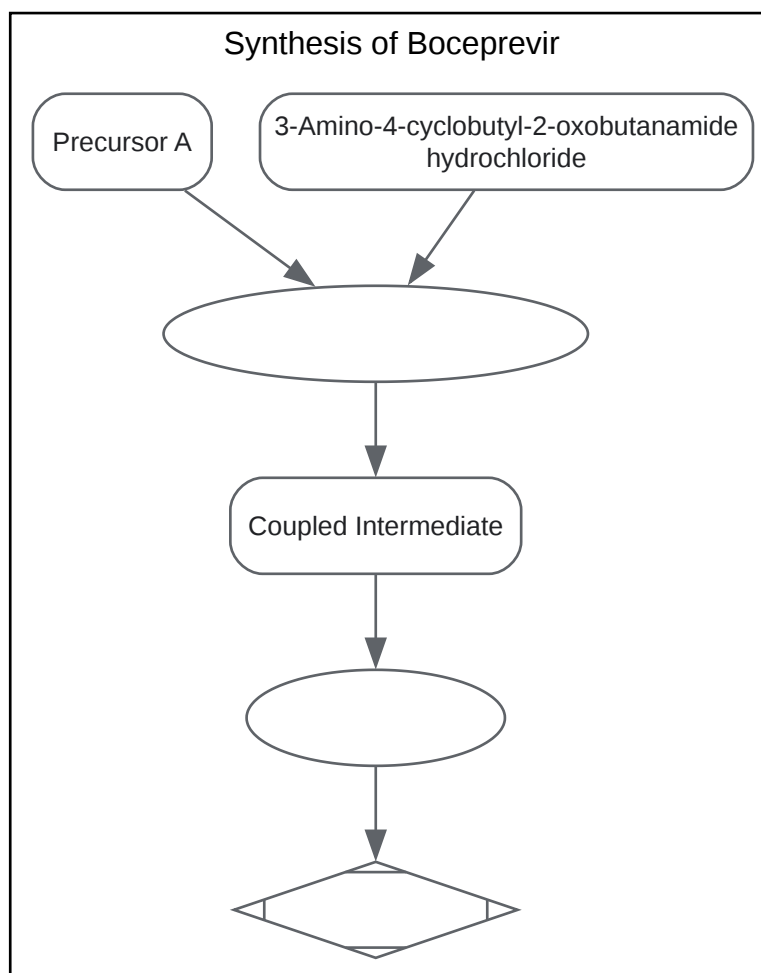 Synthesis of Boceprevir
Precursor A
3-Amino-4-cyclobutyl-2-oxobutanamide
hydrochloride
Coupled Intermediate